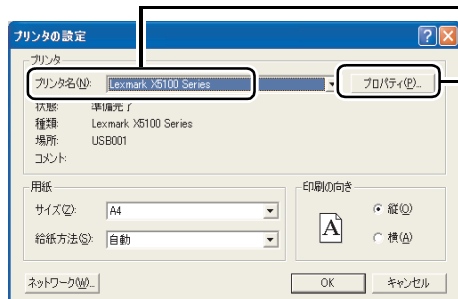 プリンタの設定
プリンタ
プリンタ名(N): Lexmark X5100 Series プロパティ(P)...
状態: 準備完了
種類: Lexmark X5100 Series
場所: USB001
コメント:
用紙
サイズ(Z): A4
給紙方法(S): 自動
印刷の向き
A
縦(O)
横(A)
ネットワーク(W)... OK キャンセル